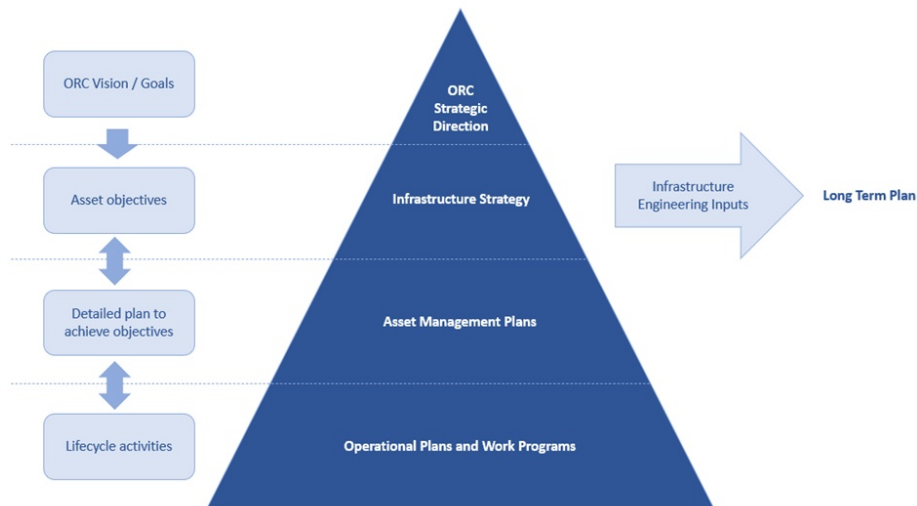 ORC Vision / Goals
ORC
Strategic
Direction
Asset objectives
Infrastructure Strategy
Infrastructure
Engineering Inputs
Long Term Plan
Detailed plan to
achieve objectives
Asset Management Plans
Lifecycle activities
Operational Plans and Work Programs